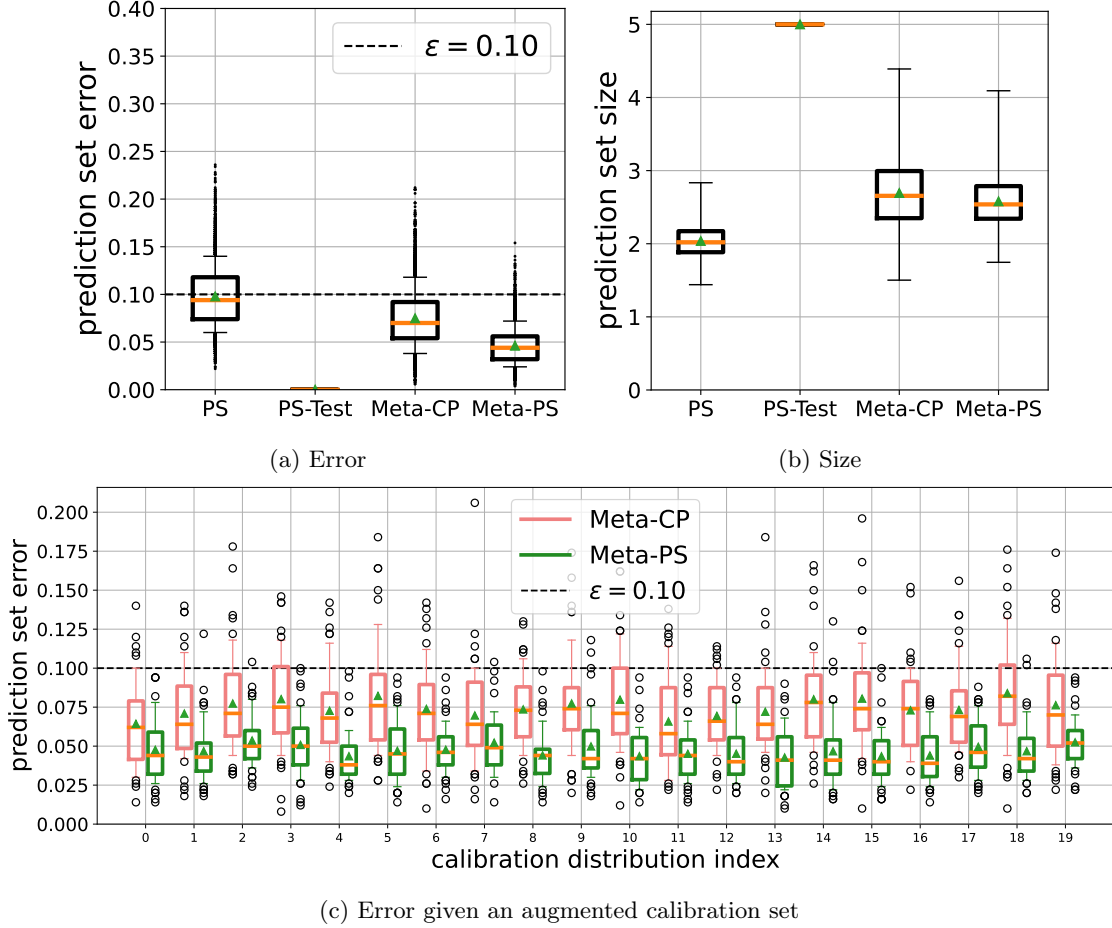 prediction set error
0.40
0.35
0.30
0.25
0.20
0.15
0.10
0.05
0.00
ε = 0.10
PS PS-Test Meta-CP Meta-PS
(a) Error
prediction set size
5
4
3
2
1
0
PS PS-Test Meta-CP Meta-PS
(b) Size
prediction set error
0.200
0.175
0.150
0.125
0.100
0.075
0.050
0.025
0.000
Meta-CP
Meta-PS
ε = 0.10
0 1 2 3 4 5 6 7 8 9 10 11 12 13 14 15 16 17 18 19
calibration distribution index
(c) Error given an augmented calibration set